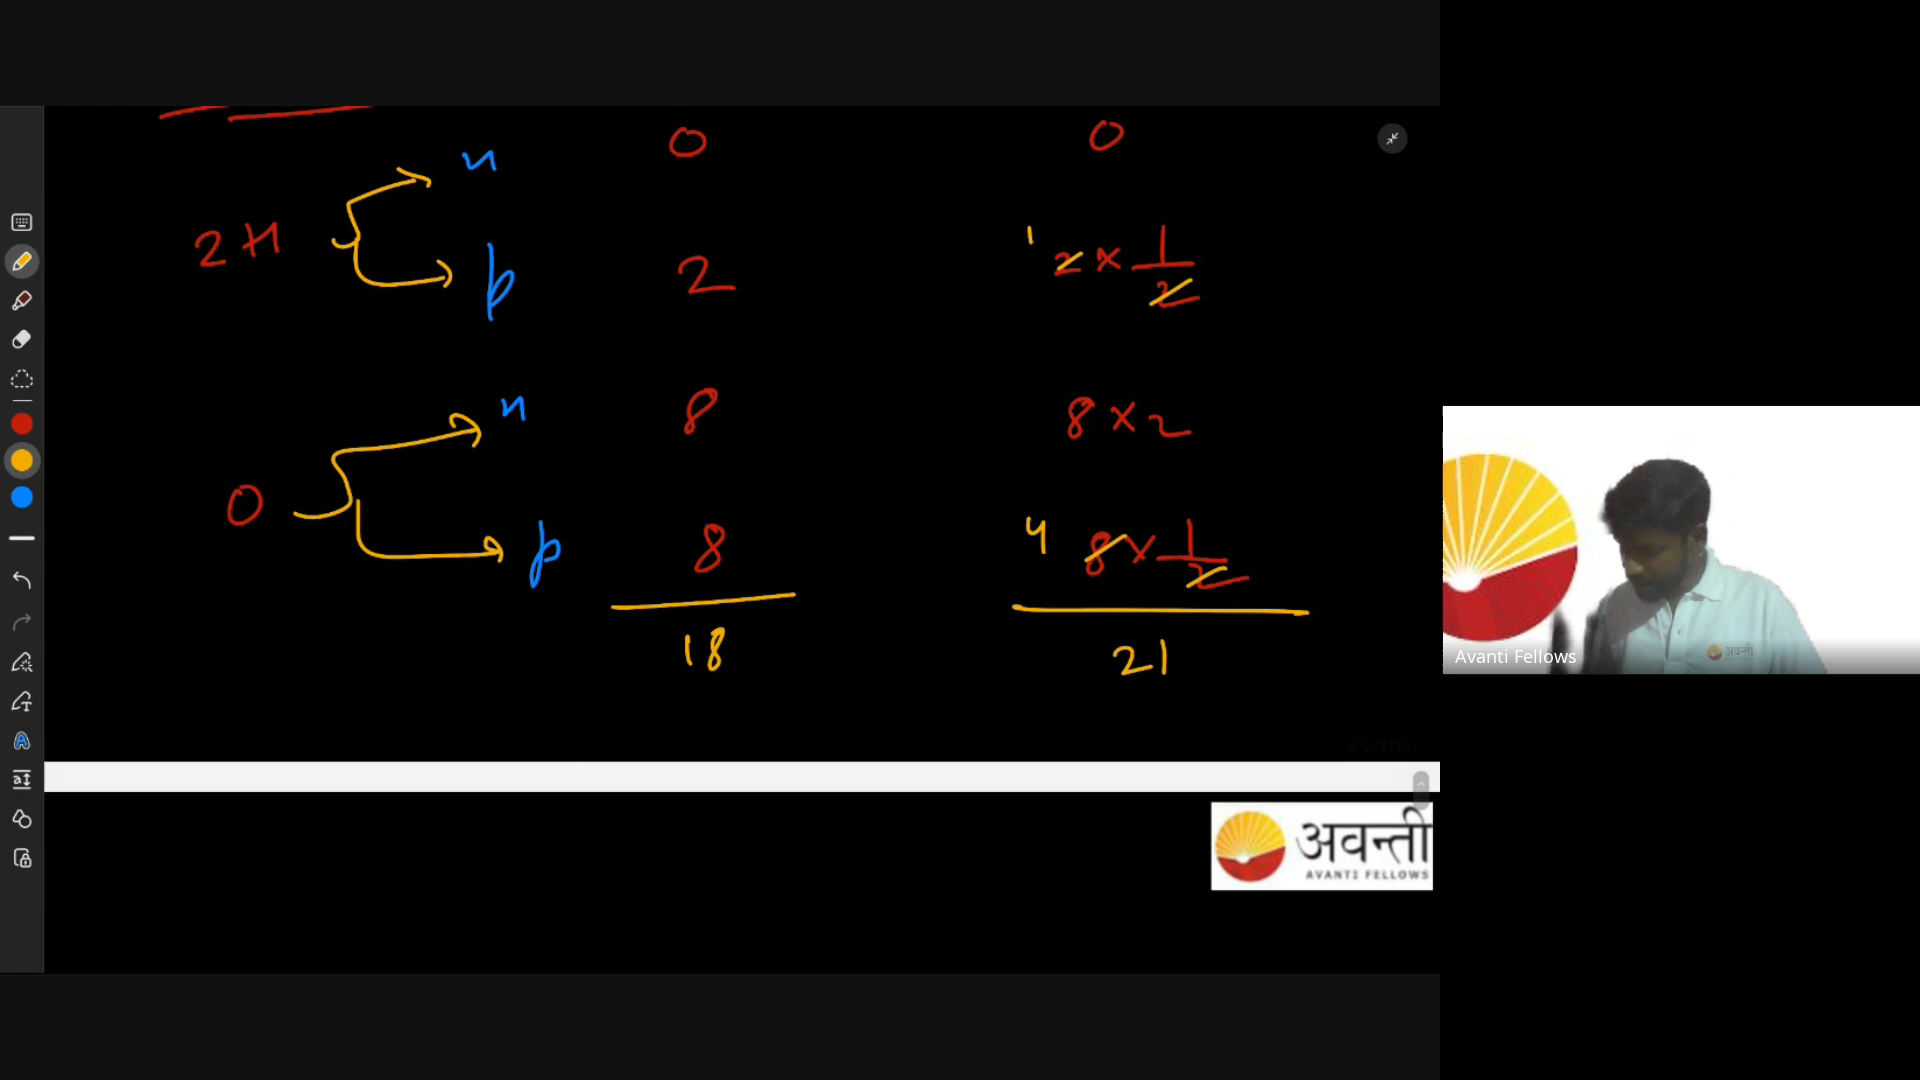 n 0 0
2H
p 2 1 2 × 1/2
n 8 8 × 2
0
p 8 4 8 × 1/2
18 21
Avanti Fellows
अवन्ती
अवन्ती
AVANTI FELLOWS